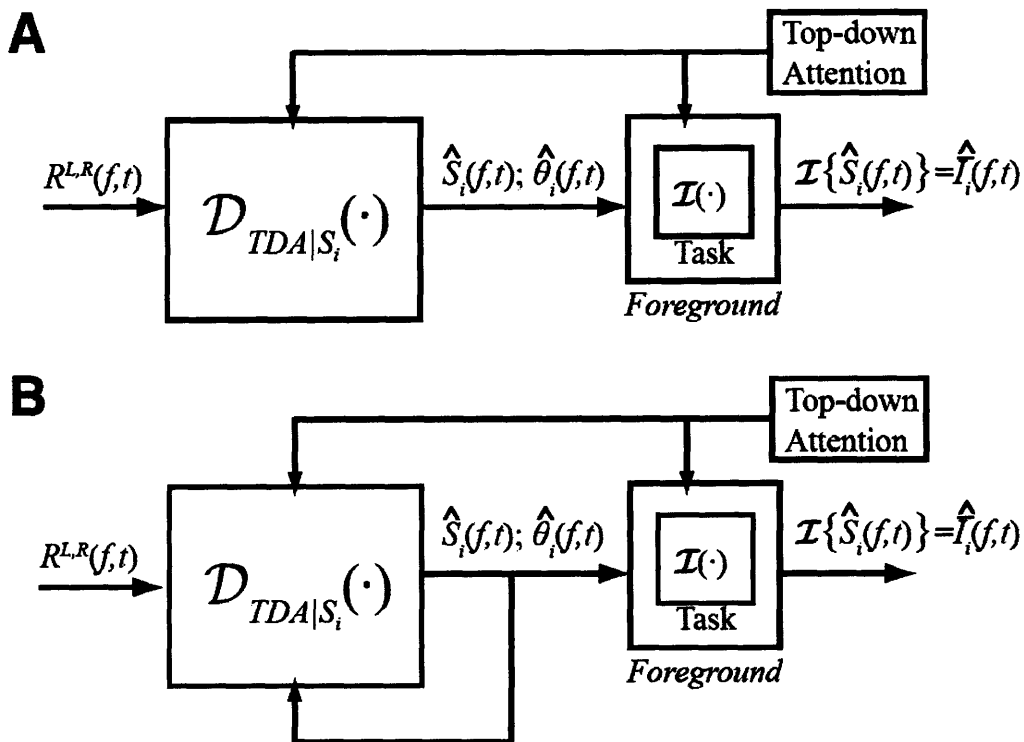 A
Top-down
Attention
R^{L,R}(f,t)
𝒟_{TDA|S_i}(·)
Ŝ_i(f,t); θ̂_i(f,t)
ℐ(·)
Task
Foreground
ℐ{Ŝ_i(f,t)}=Î_i(f,t)
B
Top-down
Attention
R^{L,R}(f,t)
𝒟_{TDA|S_i}(·)
Ŝ_i(f,t); θ̂_i(f,t)
ℐ(·)
Task
Foreground
ℐ{Ŝ_i(f,t)}=Î_i(f,t)